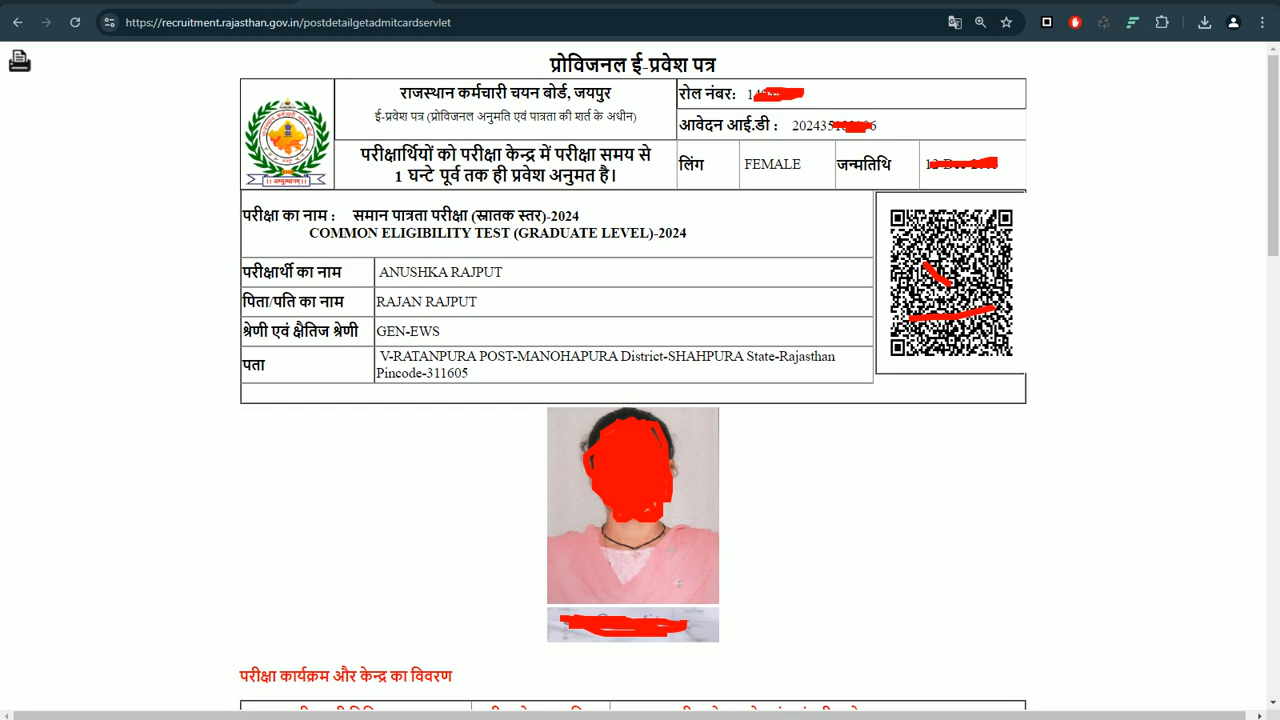 https://recruitment.rajasthan.gov.in/postdetailgetadmitcardservlet
प्रोविजनल ई-प्रवेश पत्र
राजस्थान कर्मचारी चयन बोर्ड, जयपुर
ई-प्रवेश पत्र (प्रोविजनल अनुमति एवं पात्रता की शर्त के अधीन)
परीक्षार्थियों को परीक्षा केन्द्र में परीक्षा समय से
1 घन्टे पूर्व तक ही प्रवेश अनुमत है।
रोल नंबर:
आवेदन आई.डी :
लिंग FEMALE जन्मतिथि
परीक्षा का नाम : समान पात्रता परीक्षा (स्नातक स्तर)-2024
COMMON ELIGIBILITY TEST (GRADUATE LEVEL)-2024
परीक्षार्थी का नाम ANUSHKA RAJPUT
पिता/पति का नाम RAJAN RAJPUT
श्रेणी एवं क्षैतिज श्रेणी GEN-EWS
पता V-RATANPURA POST-MANOHAPURA District-SHAHPURA State-Rajasthan
Pincode-311605
परीक्षा कार्यक्रम और केन्द्र का विवरण